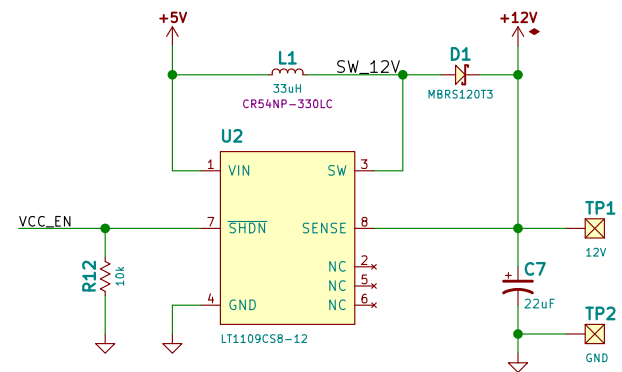 +5V
+12V
L1
SW_12V
D1
33uH
CR54NP-330LC
MBRS120T3
U2
1
VIN
SW
3
VCC_EN
7
SHDN
SENSE
8
TP1
12V
R12
10k
NC
2
NC
5
NC
6
4
GND
C7
+
22uF
TP2
GND
LT1109CS8-12